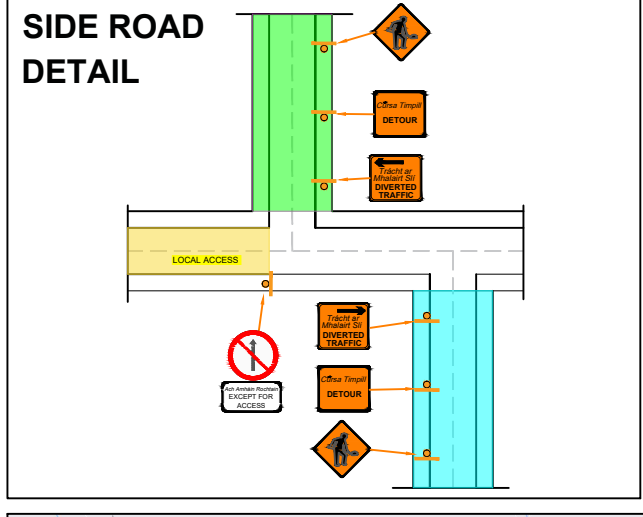 SIDE ROAD
DETAIL
Cúrsa Timpill
DETOUR
Trácht ar
Mhalairt Slí
DIVERTED
TRAFFIC
LOCAL ACCESS
Trácht ar
Mhalairt Slí
DIVERTED
TRAFFIC
Ach Amháin Rochtain
EXCEPT FOR
ACCESS
Cúrsa Timpill
DETOUR